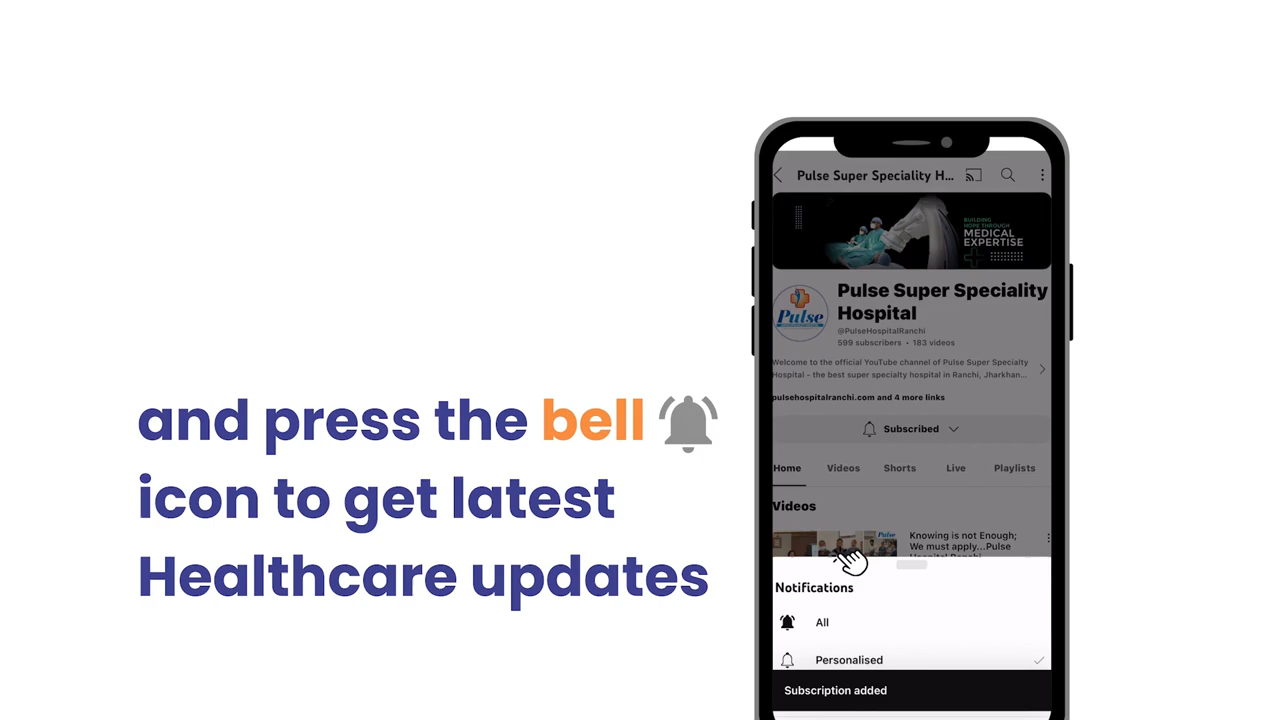 and press the bell
icon to get latest
Healthcare updates
Pulse Super Speciality H...
BUILDING
HOPE THROUGH
MEDICAL
EXPERTISE
Pulse
Pulse Super Speciality
Hospital
@PulseHospitalRanchi
599 subscribers • 183 videos
Welcome to the official YouTube channel of Pulse Super Specialty
Hospital - the best super specialty hospital in Ranchi, Jharkhan...
pulsehospitalranchi.com and 4 more links
Subscribed
Home Videos Shorts Live Playlists
Videos
Pulse
Knowing is not Enough;
We must apply...Pulse
Hospital Ranchi
Notifications
All
Personalised
Subscription added